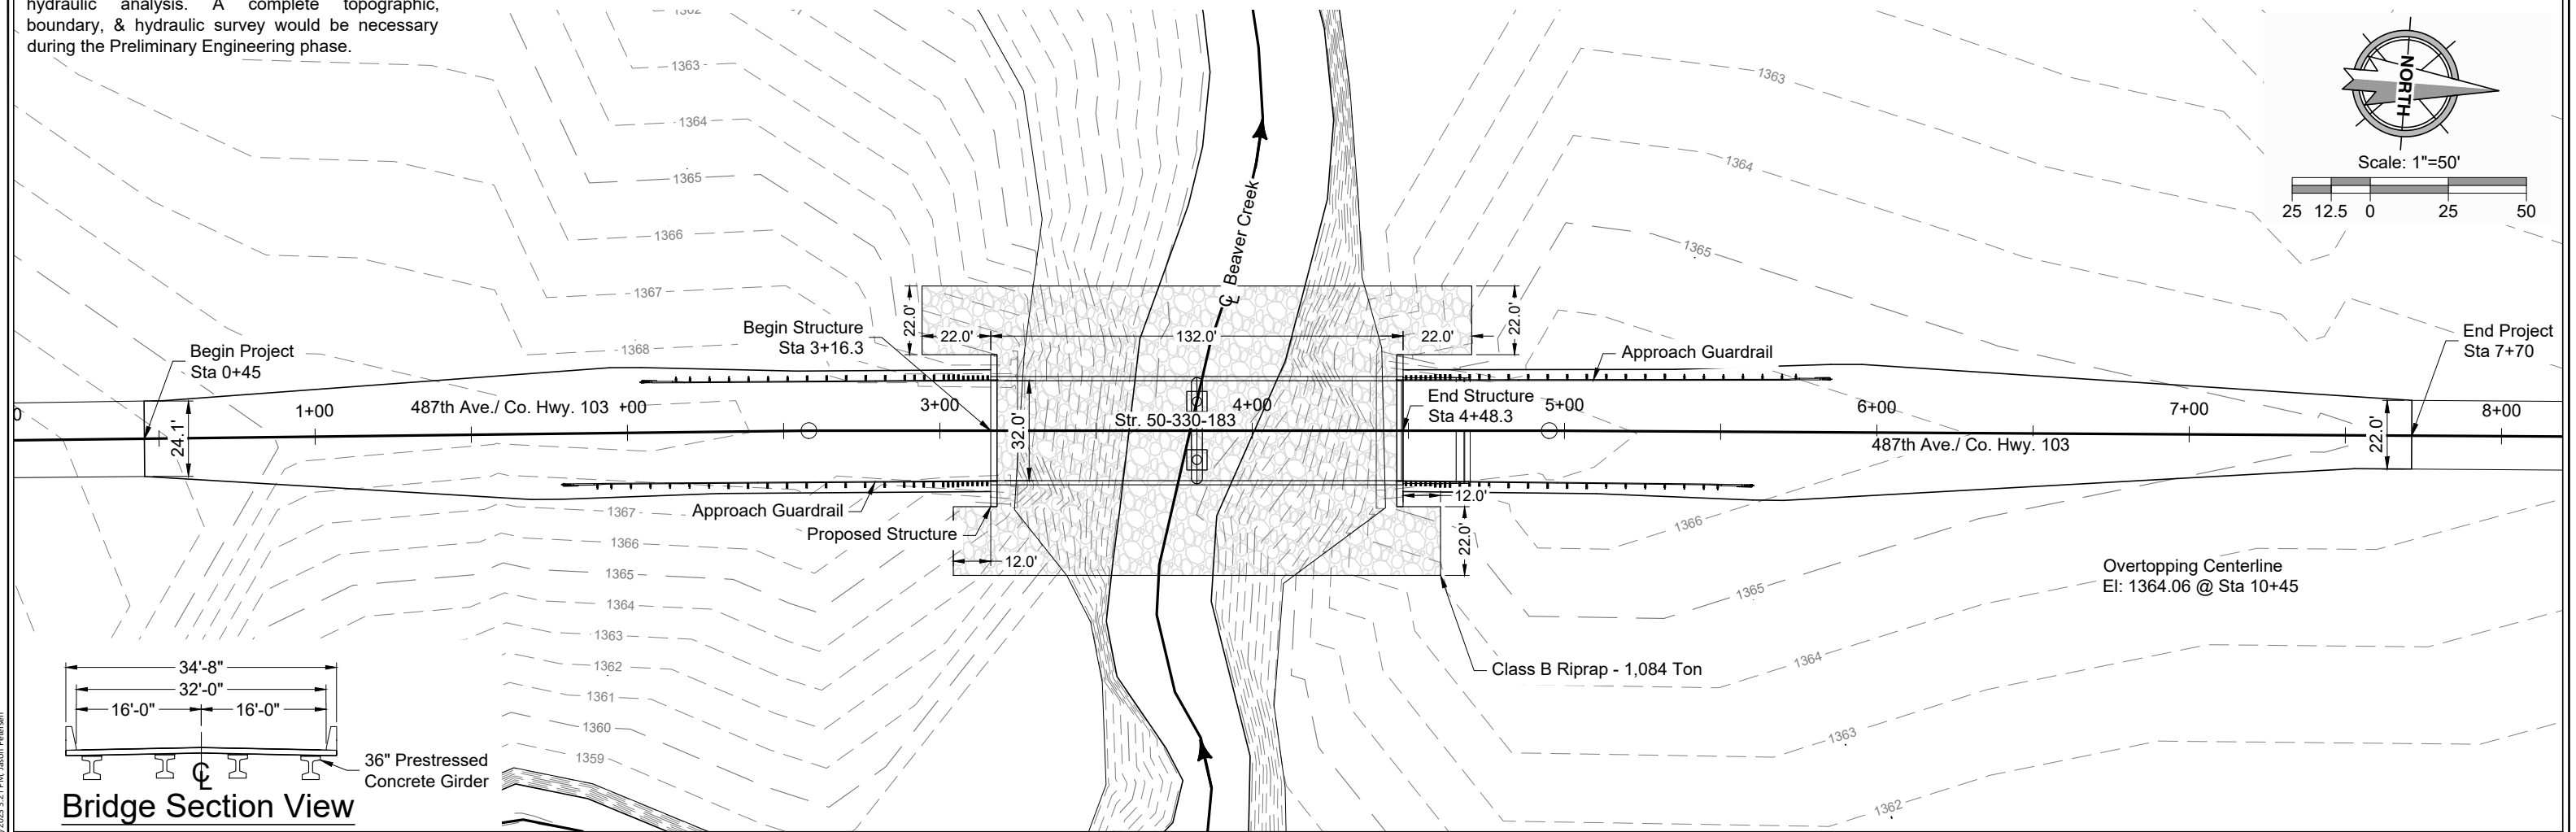 hydraulic analysis. A complete topographic,
boundary, & hydraulic survey would be necessary
during the Preliminary Engineering phase.
1362
1363
1364
1365
1366
1367
1368
1363
1364
1365
NORTH
Scale: 1"=50'
25 12.5 0 25 50
℄ Beaver Creek
22.0'
22.0'
132.0'
22.0'
22.0'
Begin Structure
Sta 3+16.3
Begin Project
Sta 0+45
End Project
Sta 7+70
Approach Guardrail
End Structure
Sta 4+48.3
0 1+00 487th Ave./ Co. Hwy. 103 +00 3+00 4+00 5+00 6+00 7+00 8+00
Str. 50-330-183
24.1'
32.0'
22.0'
487th Ave./ Co. Hwy. 103
12.0'
Approach Guardrail
Proposed Structure
12.0'
22.0'
1367
1366
1365
1364
1363
1362
1361
1360
1359
1366
1365
1364
1363
1362
Overtopping Centerline
El: 1364.06 @ Sta 10+45
Class B Riprap - 1,084 Ton
34'-8"
32'-0"
16'-0" 16'-0"
℄
36" Prestressed
Concrete Girder
Bridge Section View